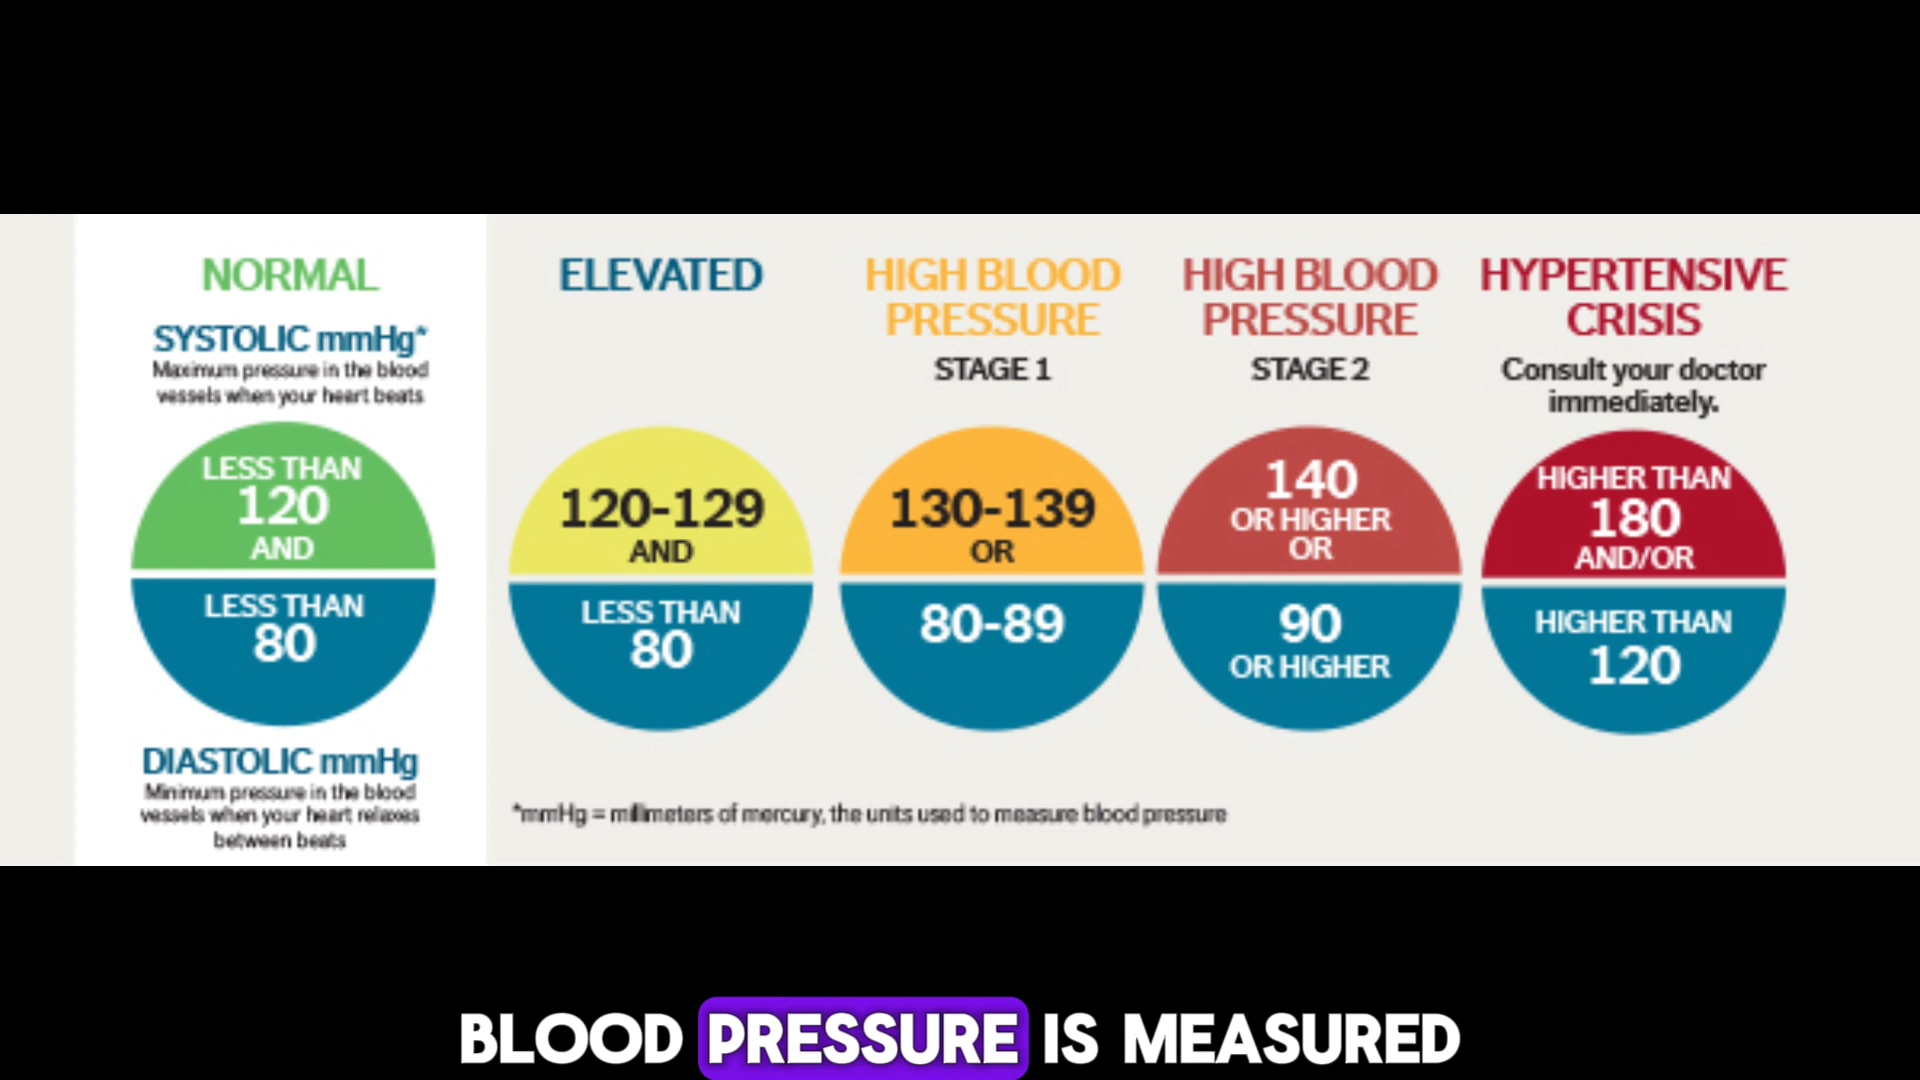 NORMAL
SYSTOLIC mmHg*
Maximum pressure in the blood
vessels when your heart beats
LESS THAN
120
AND
LESS THAN
80
DIASTOLIC mmHg
Minimum pressure in the blood
vessels when your heart relaxes
between beats
ELEVATED
120-129
AND
LESS THAN
80
HIGH BLOOD
PRESSURE
STAGE 1
130-139
OR
80-89
HIGH BLOOD
PRESSURE
STAGE 2
140
OR HIGHER
OR
90
OR HIGHER
HYPERTENSIVE
CRISIS
Consult your doctor
immediately.
HIGHER THAN
180
AND/OR
HIGHER THAN
120
*mmHg = millimeters of mercury, the units used to measure blood pressure
BLOOD PRESSURE IS MEASURED